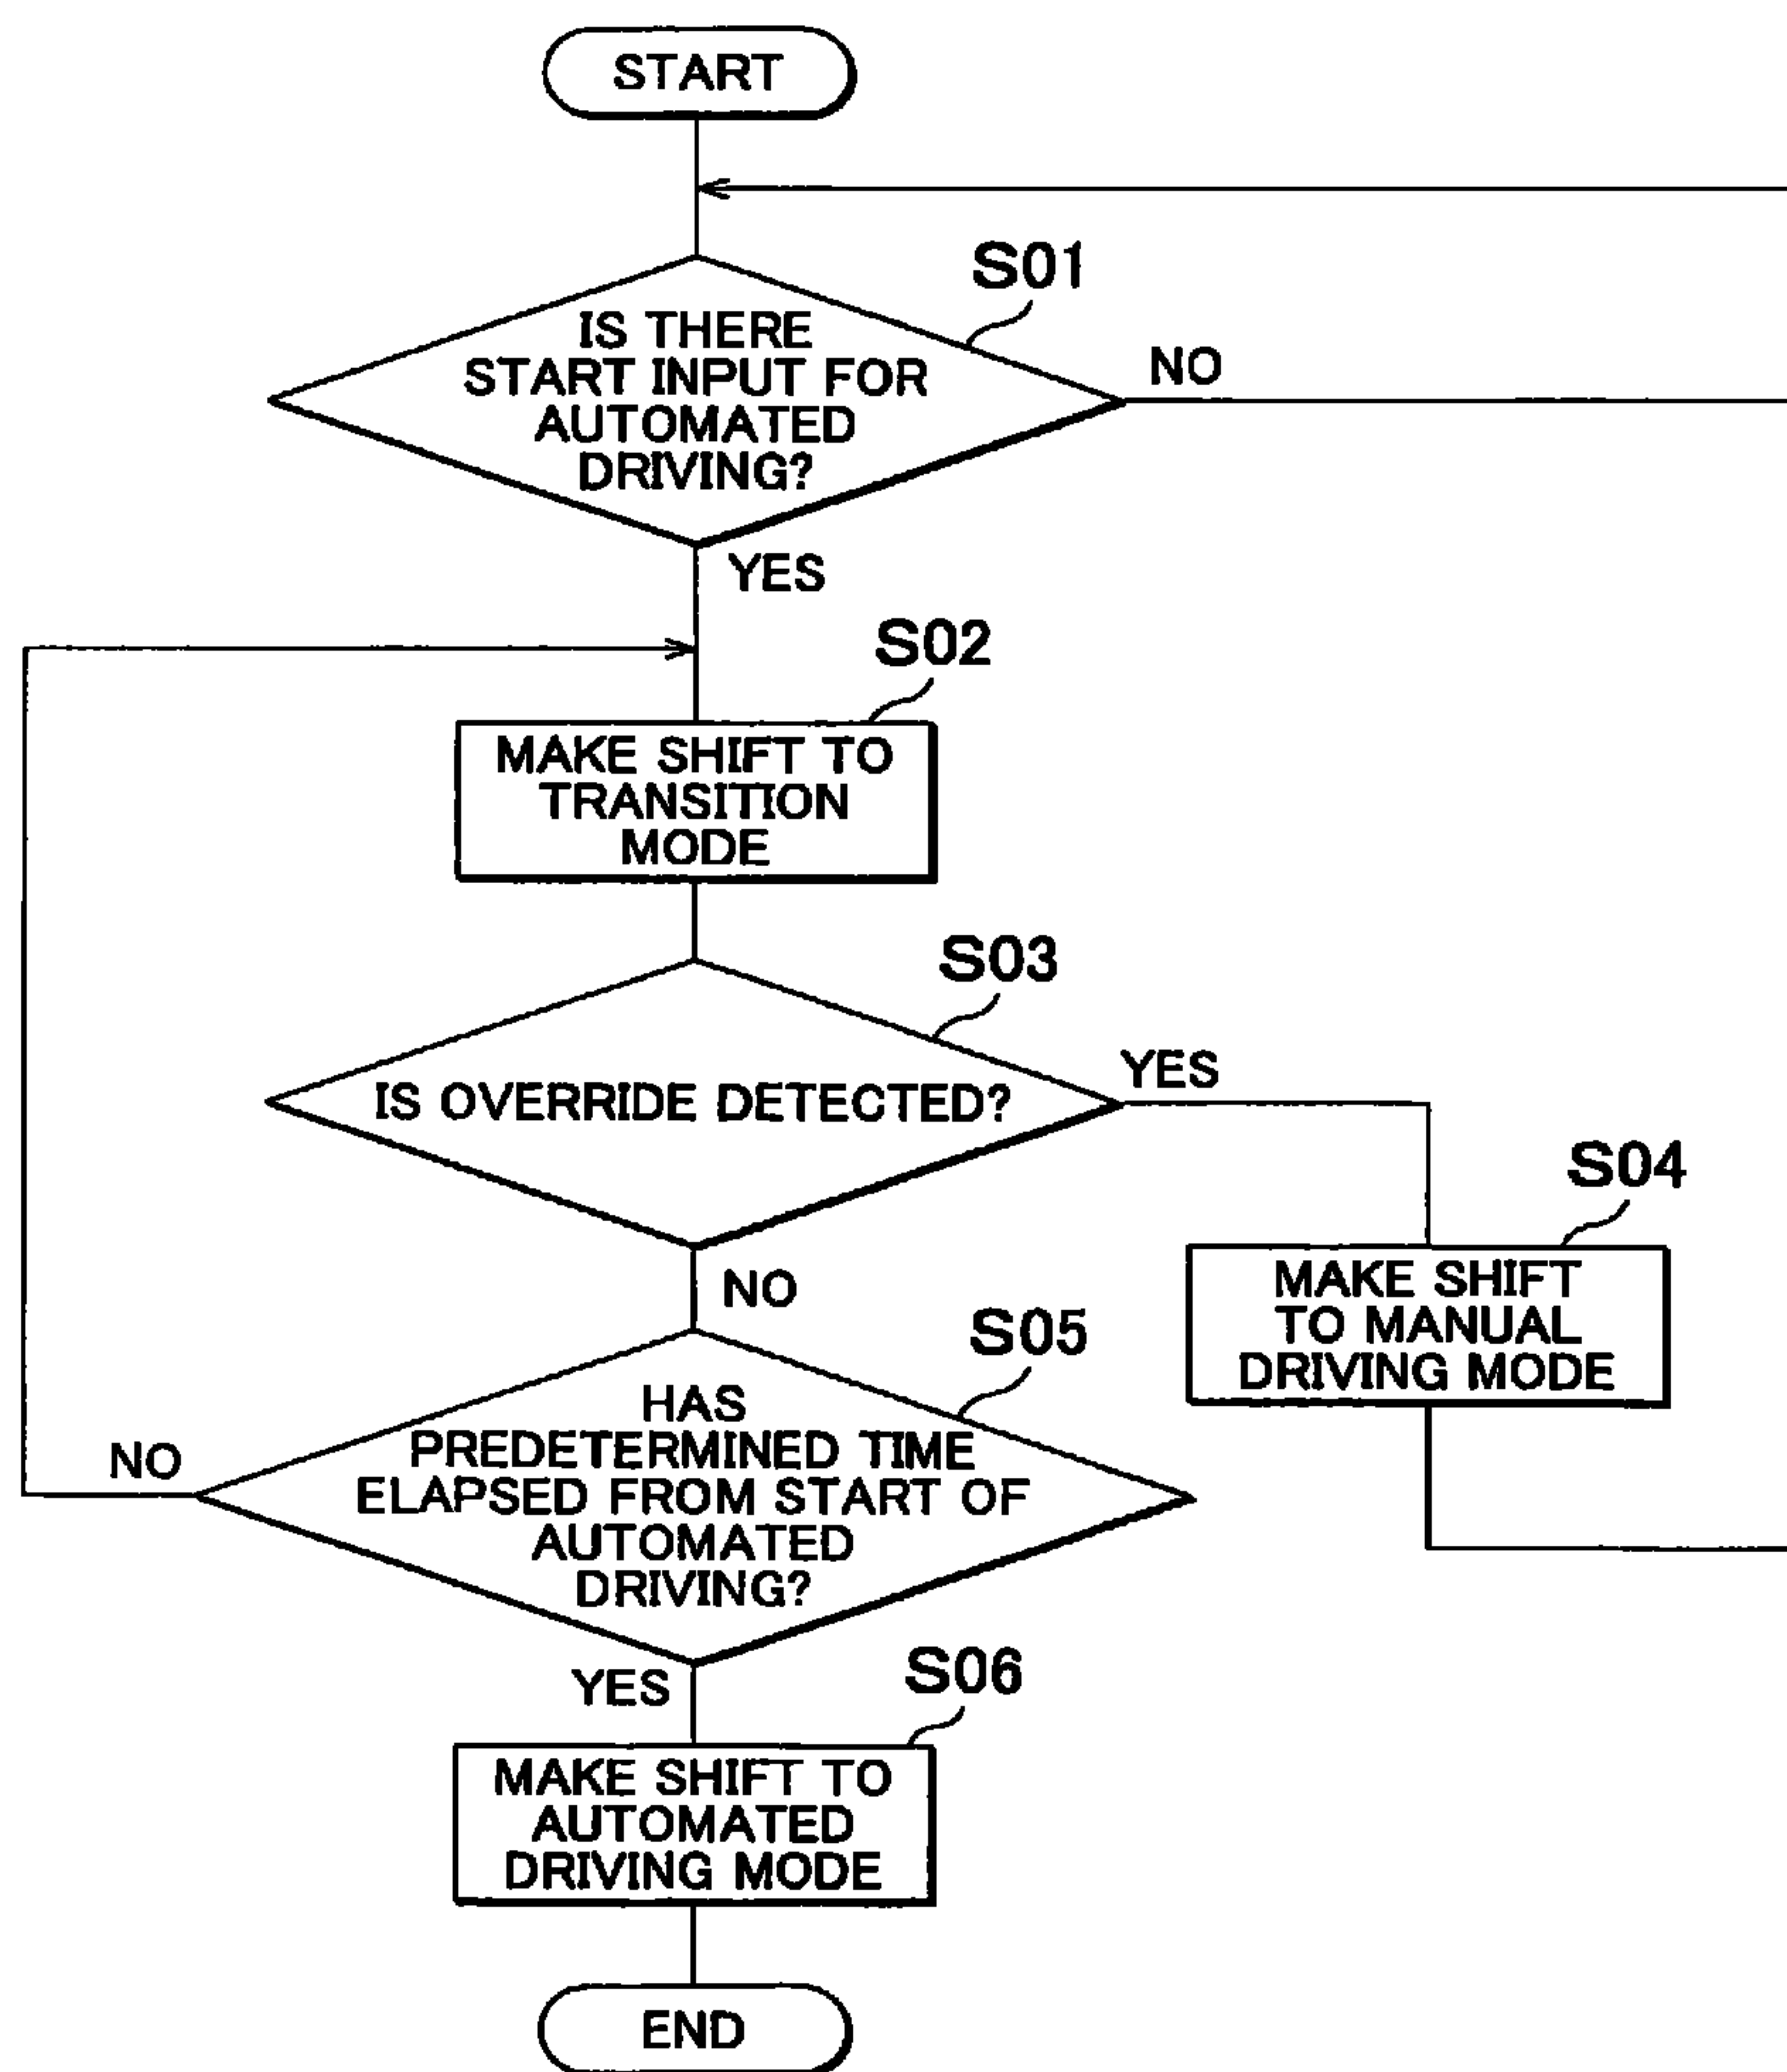 START
S01
IS THERE
START INPUT FOR
AUTOMATED
DRIVING?
NO
YES
S02
MAKE SHIFT TO
TRANSITION
MODE
S03
IS OVERRIDE DETECTED?
YES
NO
S04
MAKE SHIFT
TO MANUAL
DRIVING MODE
S05
HAS
PREDETERMINED TIME
ELAPSED FROM START OF
AUTOMATED
DRIVING?
NO
YES
S06
MAKE SHIFT TO
AUTOMATED
DRIVING MODE
END